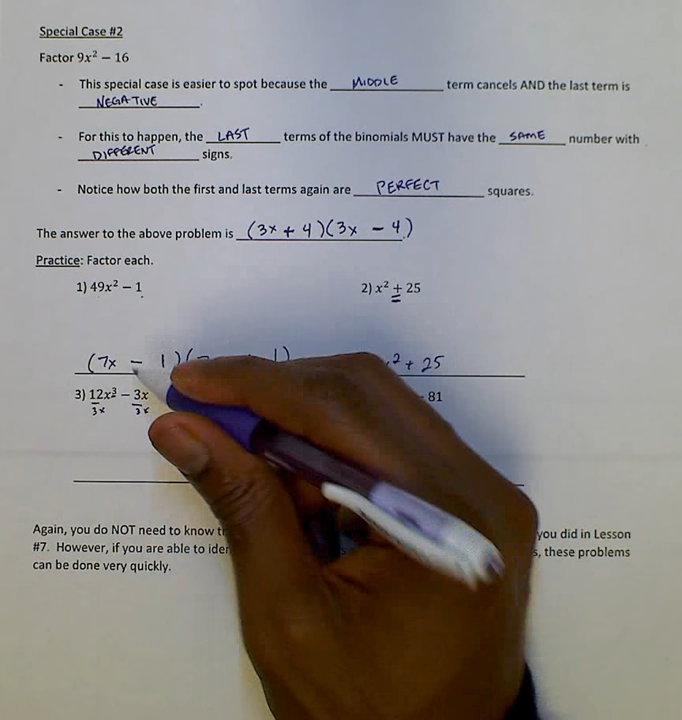 Special Case #2
Factor 9x² – 16
- This special case is easier to spot because the MIDDLE term cancels AND the last term is
NEGATIVE.
- For this to happen, the LAST terms of the binomials MUST have the SAME number with
DIFFERENT signs.
- Notice how both the first and last terms again are PERFECT squares.
The answer to the above problem is (3x + 4)(3x – 4)
Practice: Factor each.
1) 49x² – 1 2) x² + 25
(7x – 1)( 1) ² + 25
3) 12x³ – 3x – 81
3x 3x
Again, you do NOT need to know you did in Lesson
#7. However, if you are able to these problems
can be done very quickly.